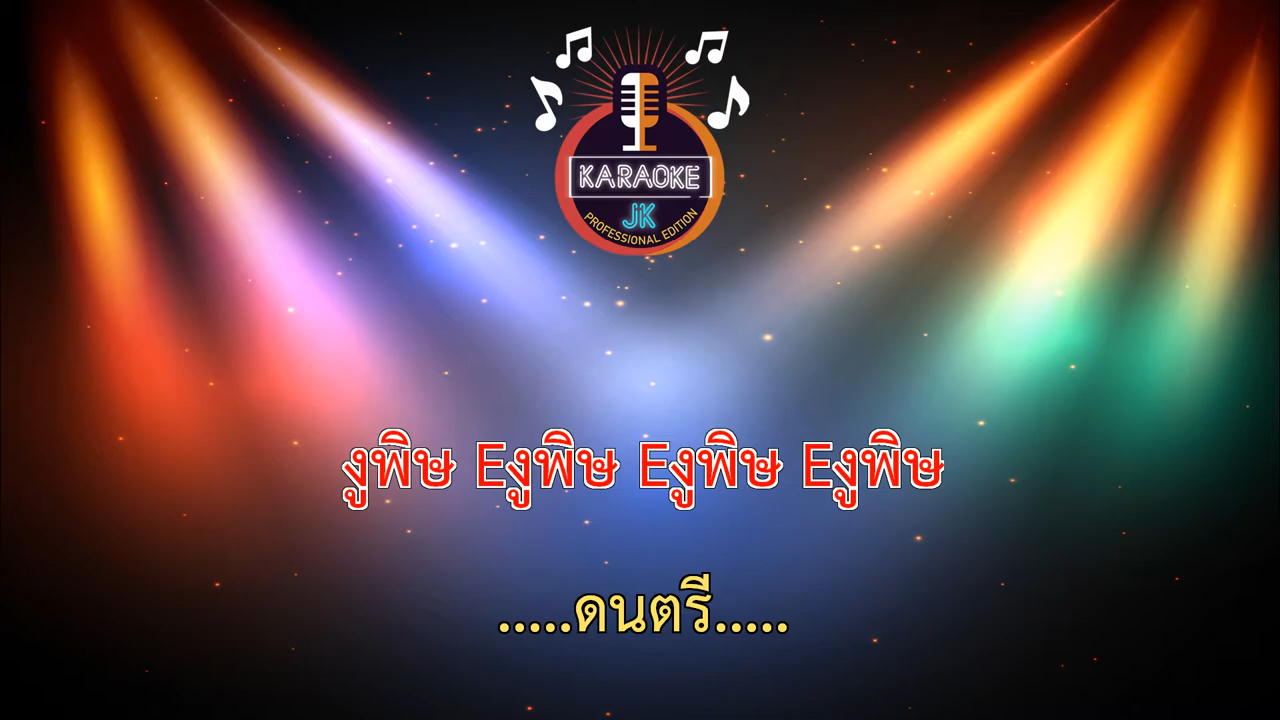 KARAOKE
JK
PROFESSIONAL EDITION
งูพิษ Eงูพิษ Eงูพิษ Eงูพิษ
.....ดนตรี.....